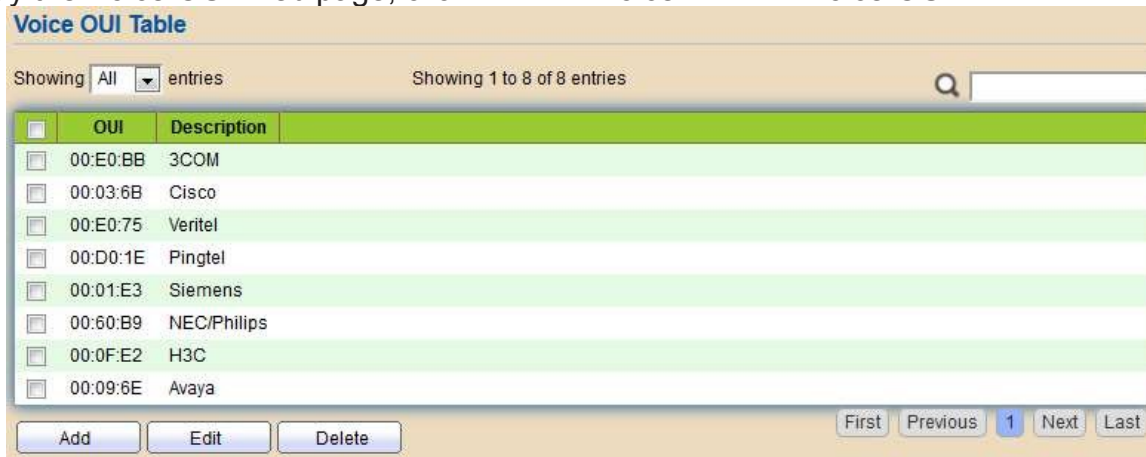 Voice OUI Table
Showing All entries Showing 1 to 8 of 8 entries
OUI Description
00:E0:BB 3COM
00:03:6B Cisco
00:E0:75 Veritel
00:D0:1E Pingtel
00:01:E3 Siemens
00:60:B9 NEC/Philips
00:0F:E2 H3C
00:09:6E Avaya
Add Edit Delete First Previous 1 Next Last